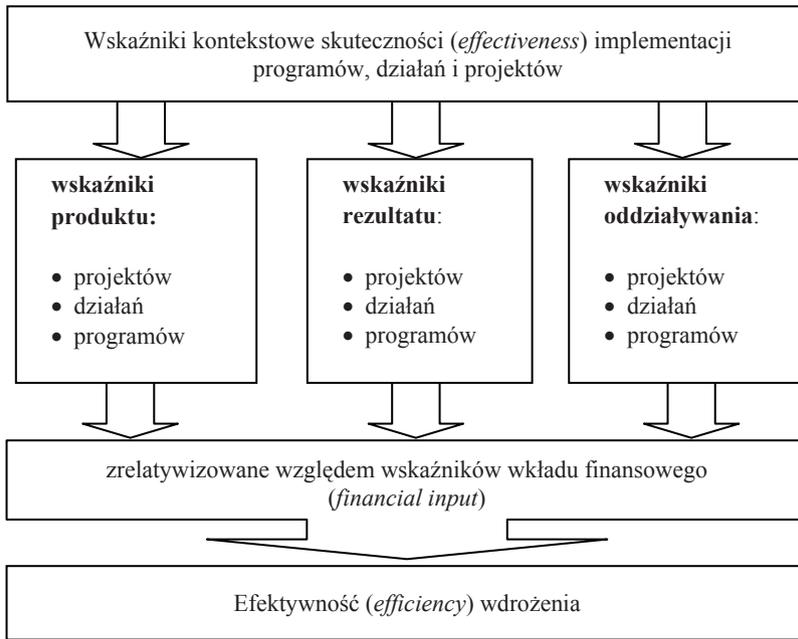 Wskaźniki kontekstowe skuteczności (effectiveness) implementacji
programów, działań i projektów
wskaźniki
produktu:
• projektów
• działań
• programów
wskaźniki
rezultatu:
• projektów
• działań
• programów
wskaźniki
oddziaływania:
• projektów
• działań
• programów
zrelatywizowane względem wskaźników wkładu finansowego
(financial input)
Efektywność (efficiency) wdrożenia